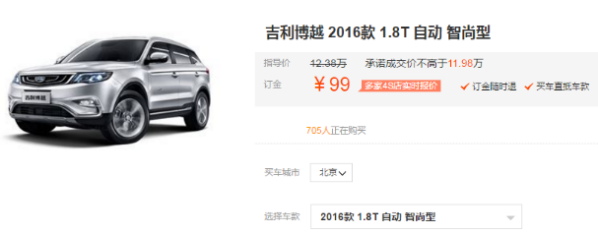 吉利博越 2016款 1.8T 自动 智尚型
指导价 12.38万 承诺成交价不高于11.98万
订金 ￥99 多家4S店实时报价 订金随时退 买车直抵车款
705人正在购买
买车城市 北京
选择车款 2016款 1.8T 自动 智尚型
吉利博越